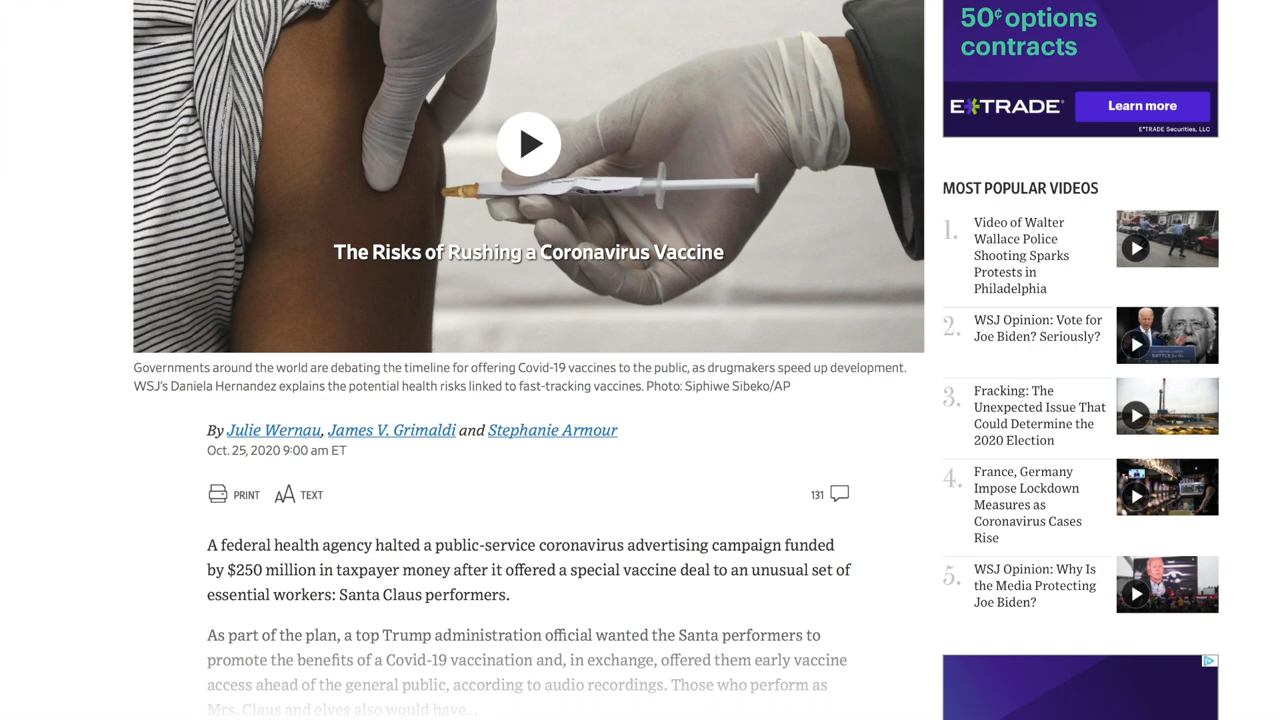 50¢ options
contracts
E*TRADE
Learn more
E*TRADE Securities, LLC
The Risks of Rushing a Coronavirus Vaccine
Governments around the world are debating the timeline for offering Covid-19 vaccines to the public, as drugmakers speed up development.
WSJ's Daniela Hernandez explains the potential health risks linked to fast-tracking vaccines. Photo: Siphiwe Sibeko/AP
By Julie Wernau, James V. Grimaldi and Stephanie Armour
Oct. 25, 2020 9:00 am ET
PRINT TEXT
131
A federal health agency halted a public-service coronavirus advertising campaign funded
by $250 million in taxpayer money after it offered a special vaccine deal to an unusual set of
essential workers: Santa Claus performers.
As part of the plan, a top Trump administration official wanted the Santa performers to
promote the benefits of a Covid-19 vaccination and, in exchange, offered them early vaccine
access ahead of the general public, according to audio recordings. Those who perform as
Mrs. Claus and elves also would have...
MOST POPULAR VIDEOS
1. Video of Walter
Wallace Police
Shooting Sparks
Protests in
Philadelphia
2. WSJ Opinion: Vote for
Joe Biden? Seriously?
3. Fracking: The
Unexpected Issue That
Could Determine the
2020 Election
4. France, Germany
Impose Lockdown
Measures as
Coronavirus Cases
Rise
5. WSJ Opinion: Why Is
the Media Protecting
Joe Biden?